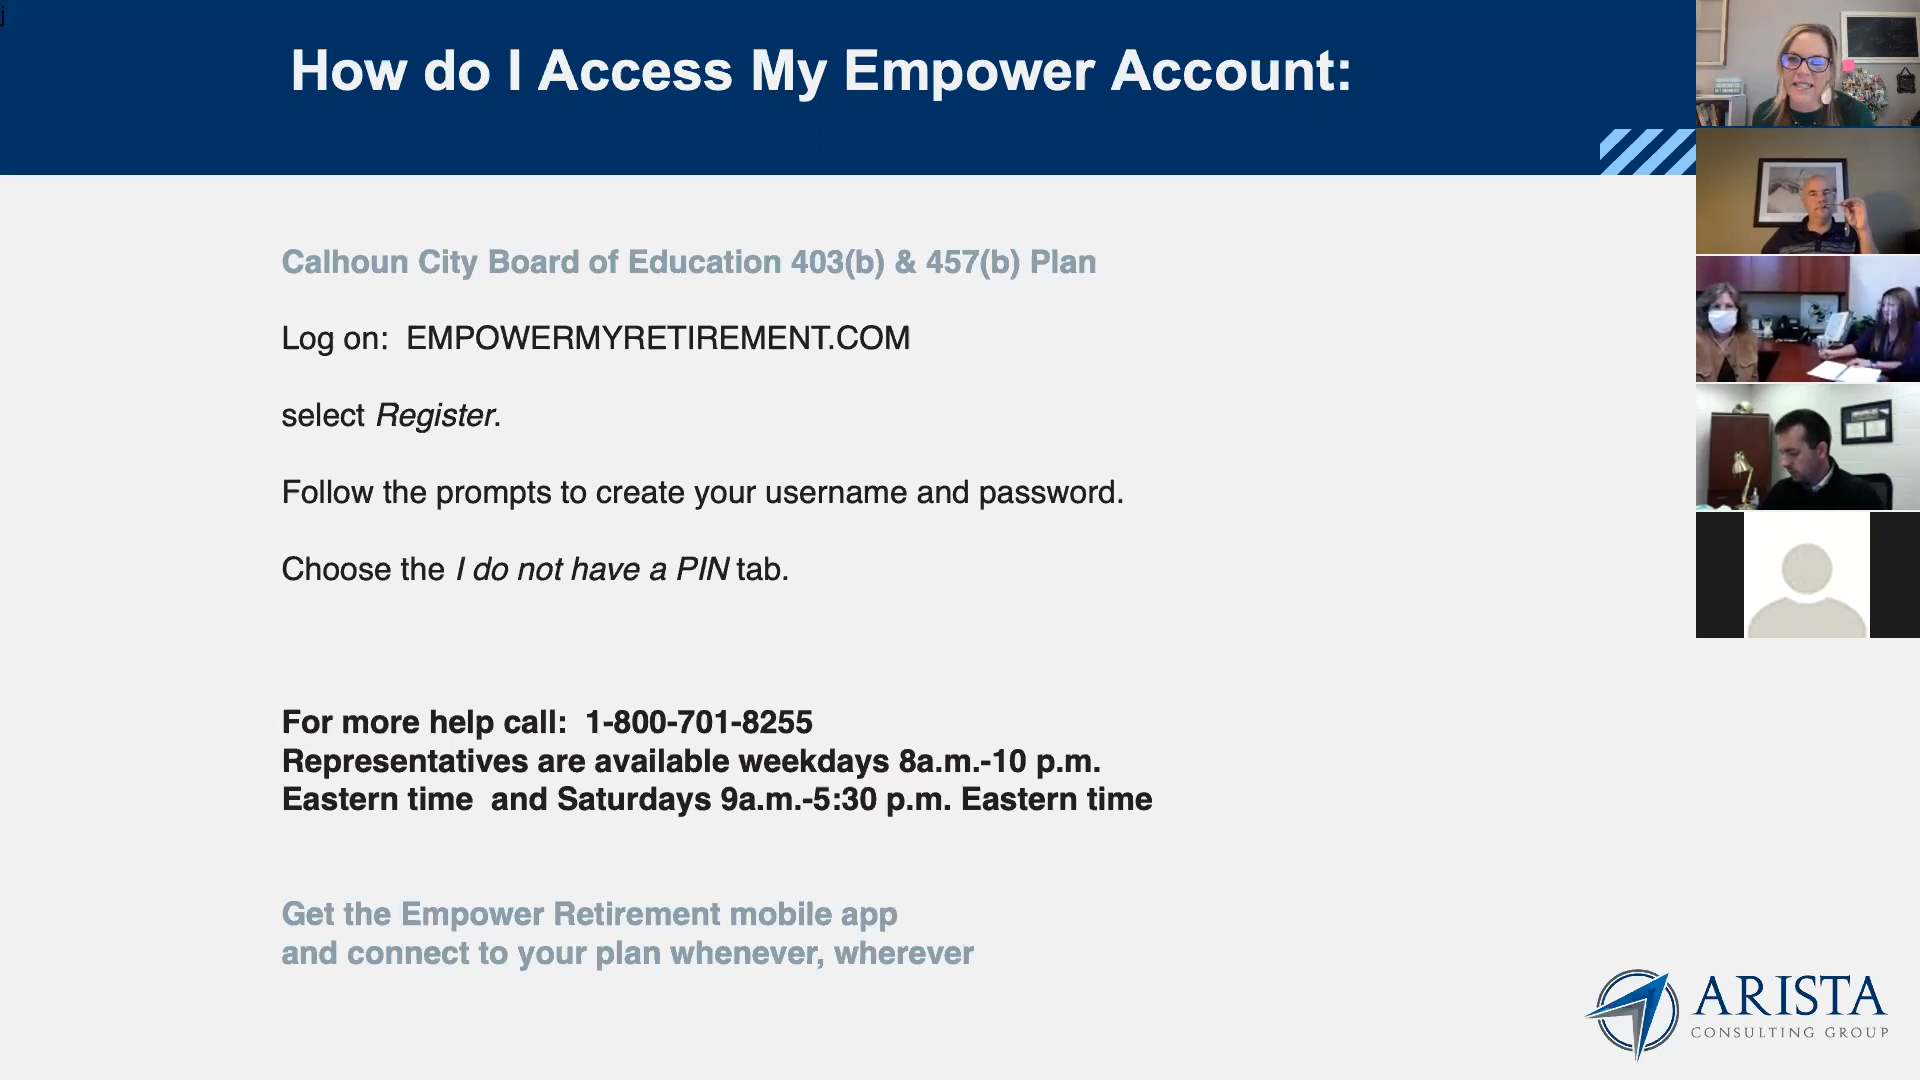 j
How do I Access My Empower Account:
Calhoun City Board of Education 403(b) & 457(b) Plan
Log on:  EMPOWERMYRETIREMENT.COM
select Register.
Follow the prompts to create your username and password.
Choose the I do not have a PIN tab.
For more help call:  1-800-701-8255
Representatives are available weekdays 8a.m.-10 p.m.
Eastern time  and Saturdays 9a.m.-5:30 p.m. Eastern time
Get the Empower Retirement mobile app
and connect to your plan whenever, wherever
ARISTA
CONSULTING GROUP